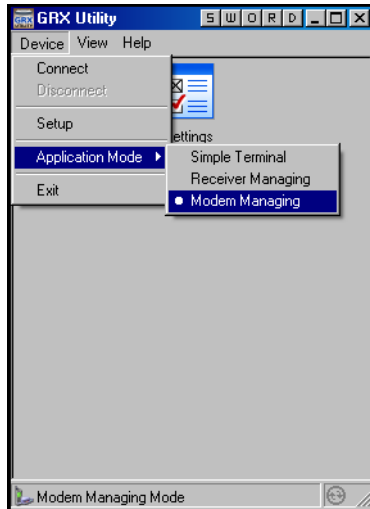 GRX Utility S W O R D
Device View Help
Connect
Disconnect
Setup
ettings
Application Mode
Simple Terminal
Receiver Managing
Modem Managing
Exit
Modem Managing Mode